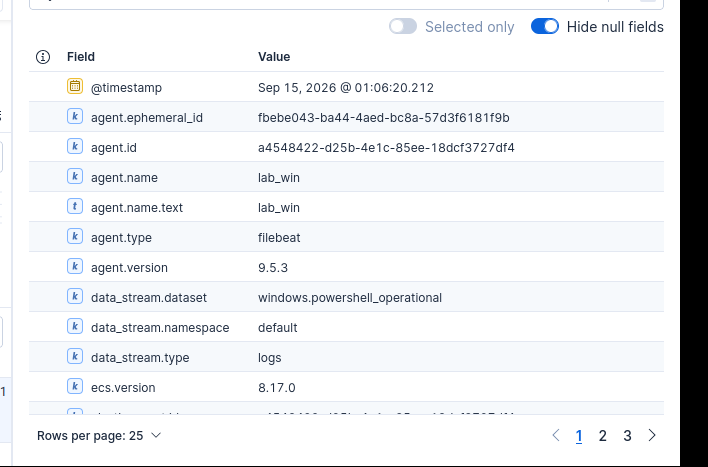 Selected only Hide null fields
Field Value
@timestamp Sep 15, 2026 @ 01:06:20.212
k agent.ephemeral_id fbebe043-ba44-4aed-bc8a-57d3f6181f9b
k agent.id a4548422-d25b-4e1c-85ee-18dcf3727df4
k agent.name lab_win
t agent.name.text lab_win
k agent.type filebeat
k agent.version 9.5.3
k data_stream.dataset windows.powershell_operational
k data_stream.namespace default
k data_stream.type logs
k ecs.version 8.17.0
1
Rows per page: 25 1 2 3